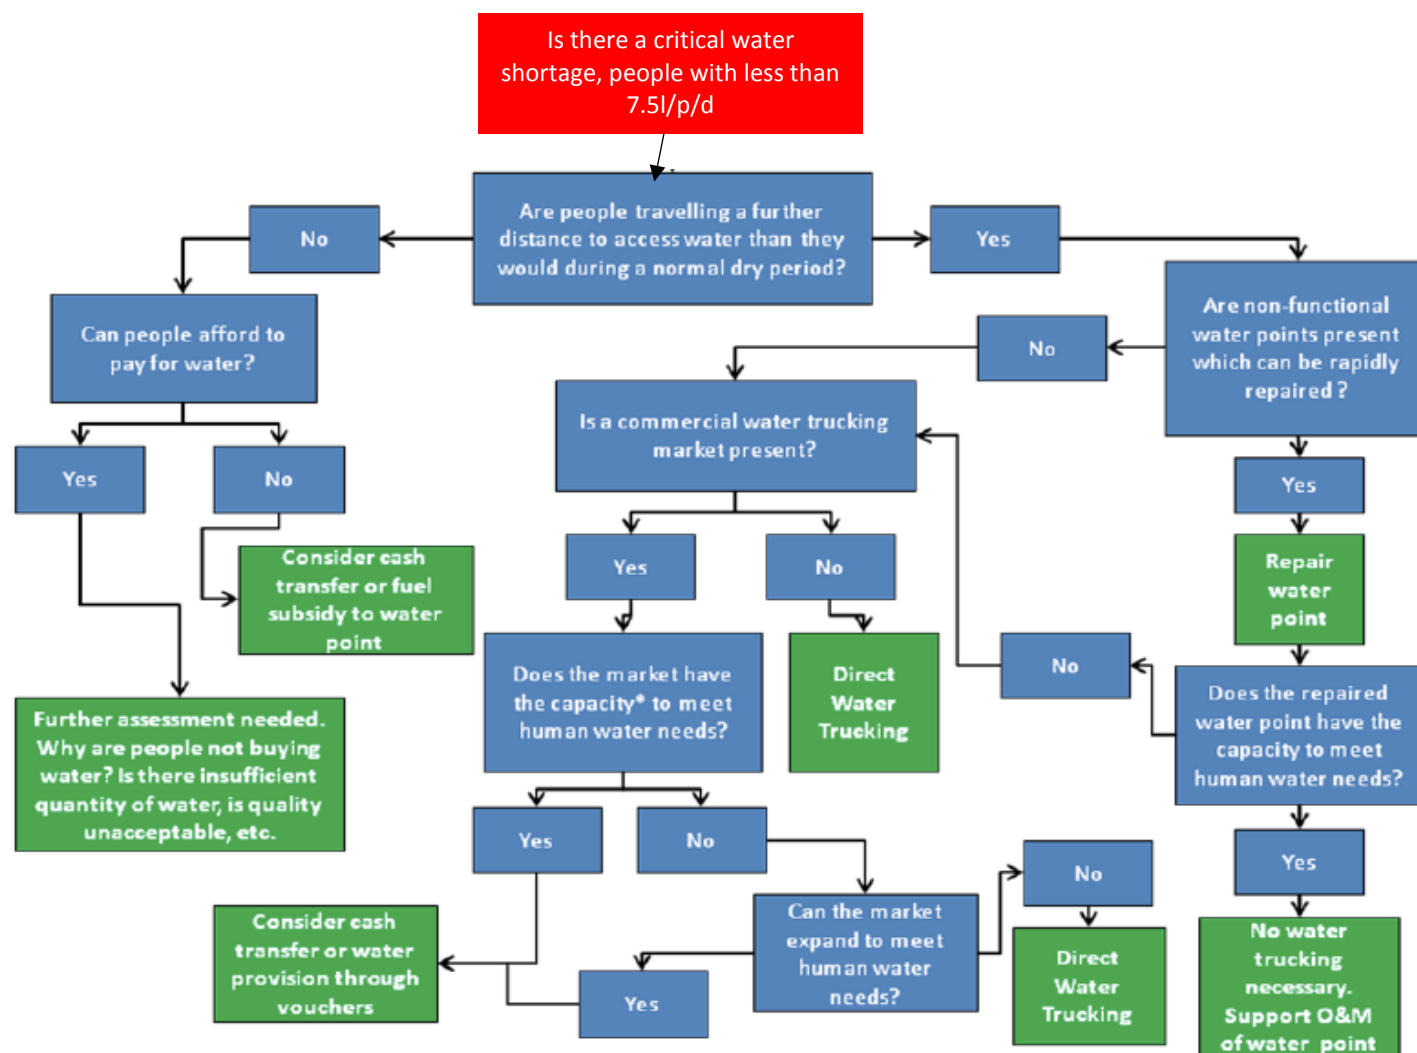 Is there a critical water
shortage, people with less than
7.5l/p/d
Are people travelling a further
distance to access water than they
would during a normal dry period?
No
Yes
Can people afford to
pay for water?
Are non-functional
water points present
which can be rapidly
repaired ?
No
Is a commercial water trucking
market present?
Yes
No
Yes
Yes
No
Consider cash
transfer or fuel
subsidy to water
point
Repair
water
point
Does the market have
the capacity* to meet
human water needs?
Direct
Water
Trucking
No
Does the repaired
water point have the
capacity to meet
human water needs?
Further assessment needed.
Why are people not buying
water? Is there insufficient
quantity of water, is quality
unacceptable, etc.
Yes
No
No
Yes
Can the market
expand to meet
human water
needs?
Consider cash
transfer or water
provision through
vouchers
Yes
Direct
Water
Trucking
No water
trucking
necessary.
Support O&M
of water point